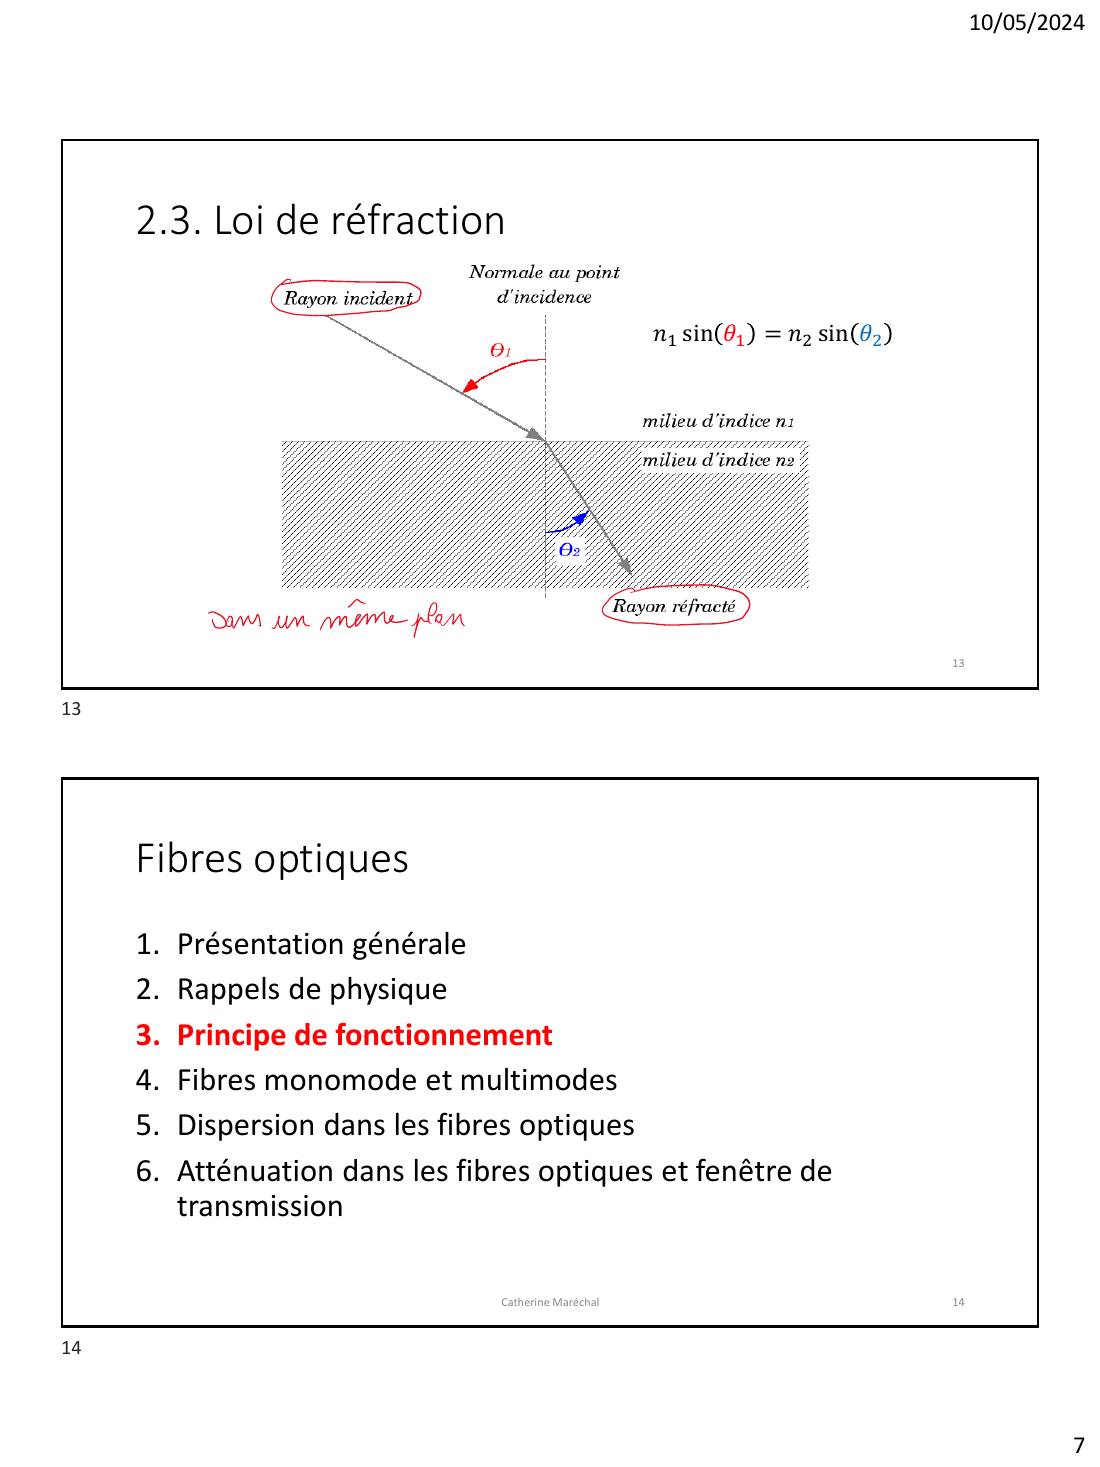 10/05/2024
2.3. Loi de réfraction
Normale au point
d'incidence
Rayon incident
n₁ sin(θ₁) = n₂ sin(θ₂)
Θ₁
milieu d'indice n₁
milieu d'indice n₂
Θ₂
Rayon réfracté
Dans un même plan
13
13
Fibres optiques
1. Présentation générale
2. Rappels de physique
3. Principe de fonctionnement
4. Fibres monomode et multimodes
5. Dispersion dans les fibres optiques
6. Atténuation dans les fibres optiques et fenêtre de
transmission
Catherine Maréchal
14
14
7